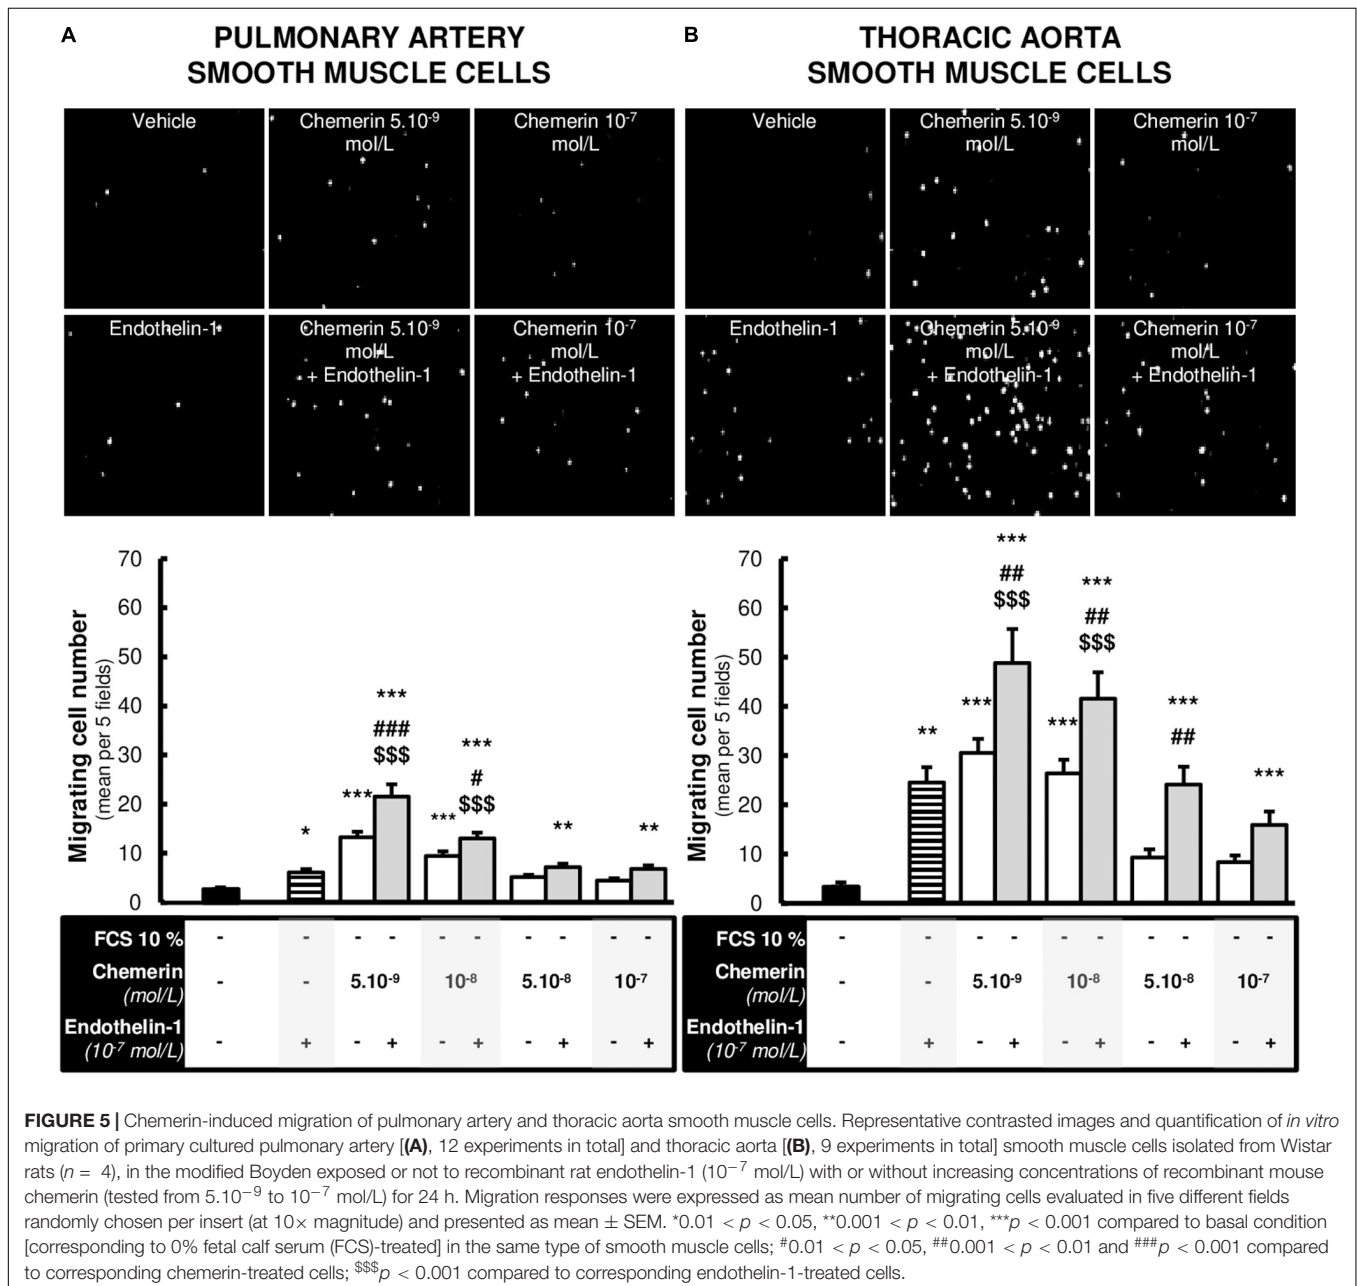 A
PULMONARY ARTERY
SMOOTH MUSCLE CELLS
Vehicle
Chemerin 5.10⁻⁹
mol/L
Chemerin 10⁻⁷
mol/L
Endothelin-1
Chemerin 5.10⁻⁹
mol/L
+ Endothelin-1
Chemerin 10⁻⁷
mol/L
+ Endothelin-1
Migrating cell number
(mean per 5 fields)
70
60
50
40
30
20
10
0
*
***
***
###
$$$
***
***
#
$$$
**
**
FCS 10 % - - - - - - - - - -
Chemerin
(mol/L) - - 5.10⁻⁹ 10⁻⁸ 5.10⁻⁸ 10⁻⁷
Endothelin-1
(10⁻⁷ mol/L) - + - + - + - + - +
B
THORACIC AORTA
SMOOTH MUSCLE CELLS
Vehicle
Chemerin 5.10⁻⁹
mol/L
Chemerin 10⁻⁷
mol/L
Endothelin-1
Chemerin 5.10⁻⁹
mol/L
+ Endothelin-1
Chemerin 10⁻⁷
mol/L
+ Endothelin-1
Migrating cell number
(mean per 5 fields)
70
60
50
40
30
20
10
0
**
***
***
##
$$$
***
***
##
$$$
***
##
***
FCS 10 % - - - - - - - - - -
Chemerin
(mol/L) - - 5.10⁻⁹ 10⁻⁸ 5.10⁻⁸ 10⁻⁷
Endothelin-1
(10⁻⁷ mol/L) - + - + - + - + - +
FIGURE 5 | Chemerin-induced migration of pulmonary artery and thoracic aorta smooth muscle cells. Representative contrasted images and quantification of in vitro
migration of primary cultured pulmonary artery [(A), 12 experiments in total] and thoracic aorta [(B), 9 experiments in total] smooth muscle cells isolated from Wistar
rats (n = 4), in the modified Boyden exposed or not to recombinant rat endothelin-1 (10⁻⁷ mol/L) with or without increasing concentrations of recombinant mouse
chemerin (tested from 5.10⁻⁹ to 10⁻⁷ mol/L) for 24 h. Migration responses were expressed as mean number of migrating cells evaluated in five different fields
randomly chosen per insert (at 10× magnitude) and presented as mean ± SEM. *0.01 < p < 0.05, **0.001 < p < 0.01, ***p < 0.001 compared to basal condition
[corresponding to 0% fetal calf serum (FCS)-treated] in the same type of smooth muscle cells; #0.01 < p < 0.05, ##0.001 < p < 0.01 and ###p < 0.001 compared
to corresponding chemerin-treated cells; $$$p < 0.001 compared to corresponding endothelin-1-treated cells.